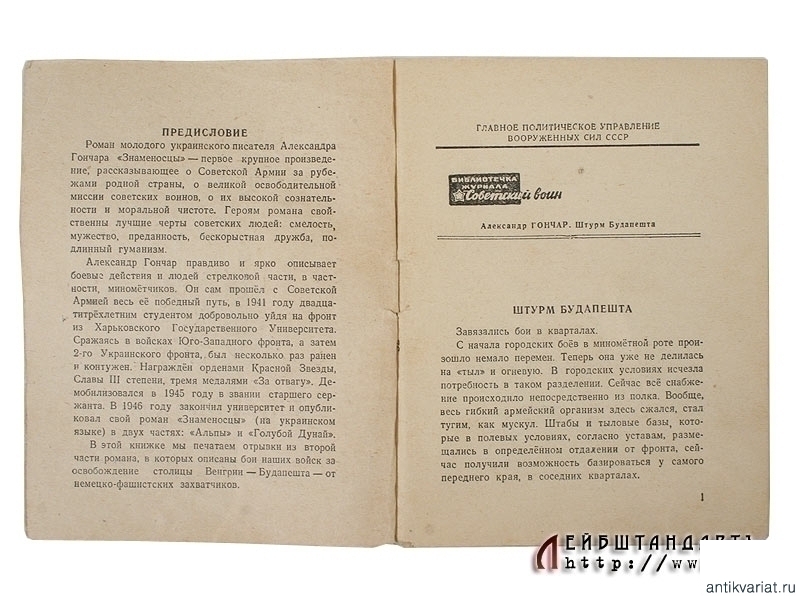 ПРЕДИСЛОВИЕ
Роман молодого украинского писателя Александра
Гончара «Знаменосцы» — первое крупное произведе-
ние, рассказывающее о Советской Армии за рубе-
жами родной страны, о великой освободительной
миссии советских воинов, о их высокой сознатель-
ности и моральной чистоте. Героям романа свой-
ственны лучшие черты советских людей: смелость,
мужество, преданность, бескорыстная дружба, по-
длинный гуманизм.
Александр Гончар правдиво и ярко описывает
боевые действия и людей стрелковой части, в част-
ности, миномётчиков. Он сам прошёл с Советской
Армией весь её победный путь, в 1941 году двадца-
титрёхлетним студентом добровольно уйдя на фронт
из Харьковского Государственного Университета.
Сражаясь в войсках Юго-Западного фронта, а затем
2-го Украинского фронта, был несколько раз ранен
и контужен. Награждён орденами Красной Звезды,
Славы III степени, тремя медалями «За отвагу». Де-
мобилизовался в 1945 году в звании старшего сер-
жанта. В 1946 году закончил университет и опубли-
ковал свой роман «Знаменосцы» (на украинском
языке) в двух частях: «Альпы» и «Голубой Дунай».
В этой книжке мы печатаем отрывки из второй
части романа, в которых описаны бои наших войск за
освобождение столицы Венгрии — Будапешта — от
немецко-фашистских захватчиков.
ГЛАВНОЕ ПОЛИТИЧЕСКОЕ УПРАВЛЕНИЕ
ВООРУЖЕННЫХ СИЛ СССР
БИБЛИОТЕЧКА
ЖУРНАЛА
Советский воин
Александр ГОНЧАР. Штурм Будапешта
ШТУРМ БУДАПЕШТА
Завязались бои в кварталах.
С начала городских боёв в миномётной роте прои-
зошло немало перемен. Теперь она уже не делилась
на «тыл» и огневую. В городских условиях исчезла
потребность в таком разделении. Сейчас всё снабже-
ние происходило непосредственно из полка. Вообще,
весь гибкий армейский организм здесь сжался, стал
тугим, как мускул. Штабы и тыловые базы, кото-
рые в полевых условиях, согласно уставам, размещ-
ались в определённом отдалении от фронта, сей-
час получили возможность базироваться у самого
переднего края, в соседних кварталах.
1
ЛЕЙБШТАНДАРТЪ
http://ww
antikvariat.ru